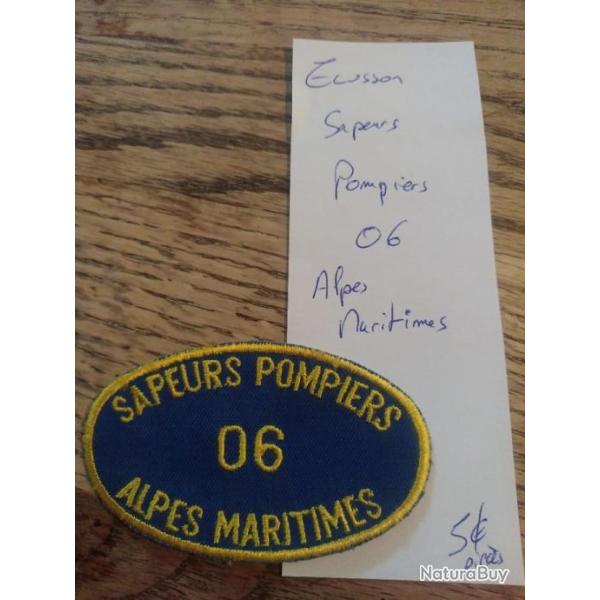 Ecusson
Sapeurs
Pompiers
06
Alpes
Maritimes
SAPEURS POMPIERS
06
ALPES MARITIMES
5€
NaturaBuy